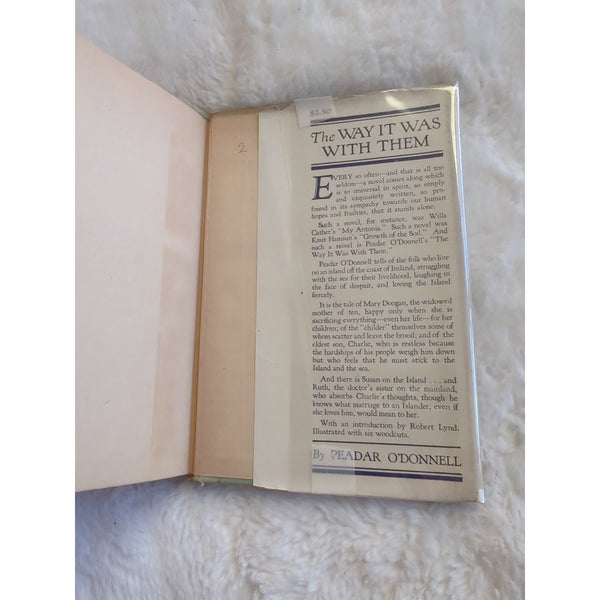 $2.50
2
The WAY IT WAS
WITH THEM
EVERY so often—and that is all too
seldom—a novel comes along which
is so universal in spirit, so simply
and exquisitely written, so pro-
found in its sympathy towards our human
hopes and frailties, that it stands alone.
Such a novel, for instance, was Willa
Cather's "My Antonia." Such a novel was
Knut Hamsun's "Growth of the Soil." And
such a novel is Peadar O'Donnell's "The
Way It Was With Them."
Peadar O'Donnell tells of the folk who live
on an island off the coast of Ireland, struggling
with the sea for their livelihood, laughing in
the face of despair, and loving the Island
fiercely.
It is the tale of Mary Doogan, the widowed
mother of ten, happy only when she is
sacrificing everything—even her life—for her
children; of the "childer" themselves some of
whom scatter and leave the brood; and of the
eldest son, Charlie, who is restless because
the hardships of his people weigh him down
but who feels that he must stick to the
Island and the sea.
And there is Susan on the Island . . . and
Ruth, the doctor's sister on the mainland,
who absorbs Charlie's thoughts, though he
knows what marriage to an Islander, even if
she loves him, would mean to her.
With an introduction by Robert Lynd.
Illustrated with six woodcuts.
By PEADAR O'DONNELL